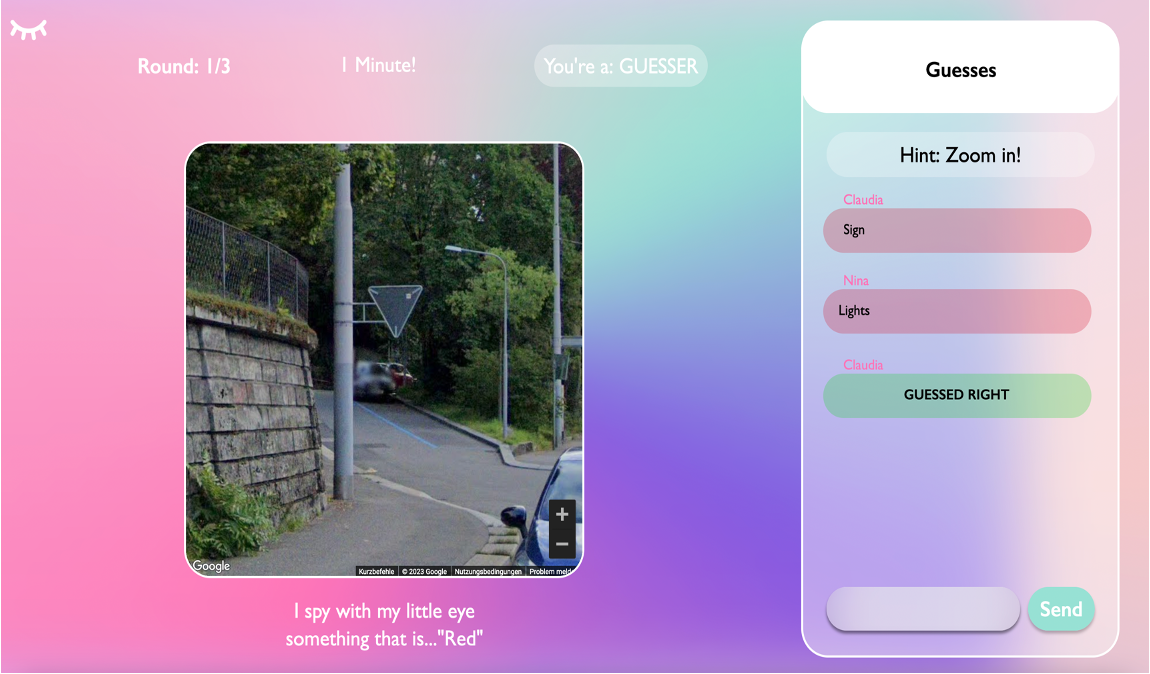 Round: 1/3
1 Minute!
You're a: GUESSER
Guesses
Hint: Zoom in!
Claudia
Sign
Nina
Lights
Claudia
GUESSED RIGHT
Google
Kurzbefehle
© 2023 Google
Nutzungsbedingungen
Problem meld
I spy with my little eye
something that is..."Red"
Send